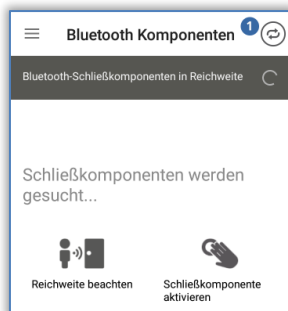 Bluetooth Komponenten 1
Bluetooth-Schließkomponenten in Reichweite
Schließkomponenten werden
gesucht...
Reichweite beachten
Schließkomponente
aktivieren